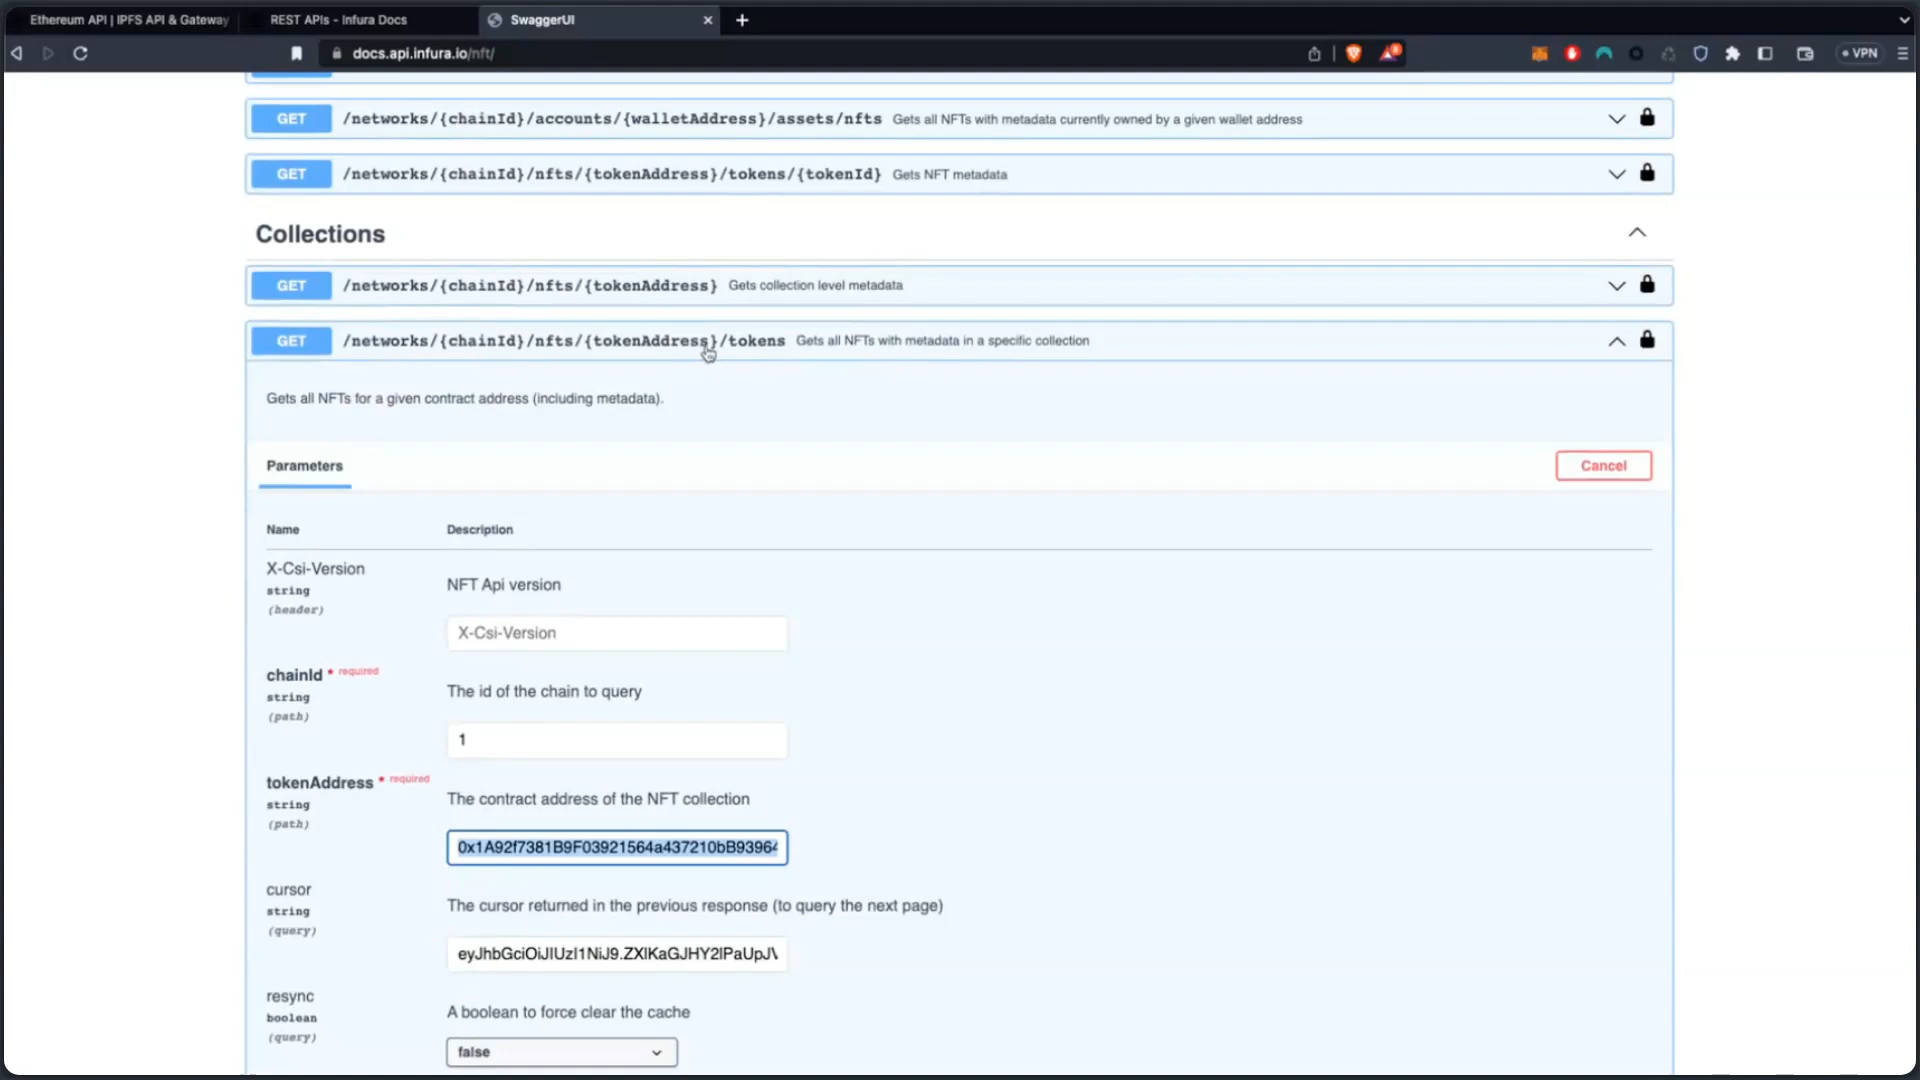 Ethereum API | IPFS API & Gateway
REST APIs - Infura Docs
SwaggerUI
docs.api.infura.io/nft/
VPN
GET /networks/{chainId}/accounts/{walletAddress}/assets/nfts Gets all NFTs with metadata currently owned by a given wallet address
GET /networks/{chainId}/nfts/{tokenAddress}/tokens/{tokenId} Gets NFT metadata
Collections
GET /networks/{chainId}/nfts/{tokenAddress} Gets collection level metadata
GET /networks/{chainId}/nfts/{tokenAddress}/tokens Gets all NFTs with metadata in a specific collection
Gets all NFTs for a given contract address (including metadata).
Parameters
Cancel
Name Description
X-Csi-Version
string
(header)
NFT Api version
X-Csi-Version
chainId * required
string
(path)
The id of the chain to query
1
tokenAddress * required
string
(path)
The contract address of the NFT collection
0x1A92f7381B9F03921564a437210bB93964
cursor
string
(query)
The cursor returned in the previous response (to query the next page)
eyJhbGciOiJIUzI1NiJ9.ZXlKaGJHY2lPaUpJV
resync
boolean
(query)
A boolean to force clear the cache
false